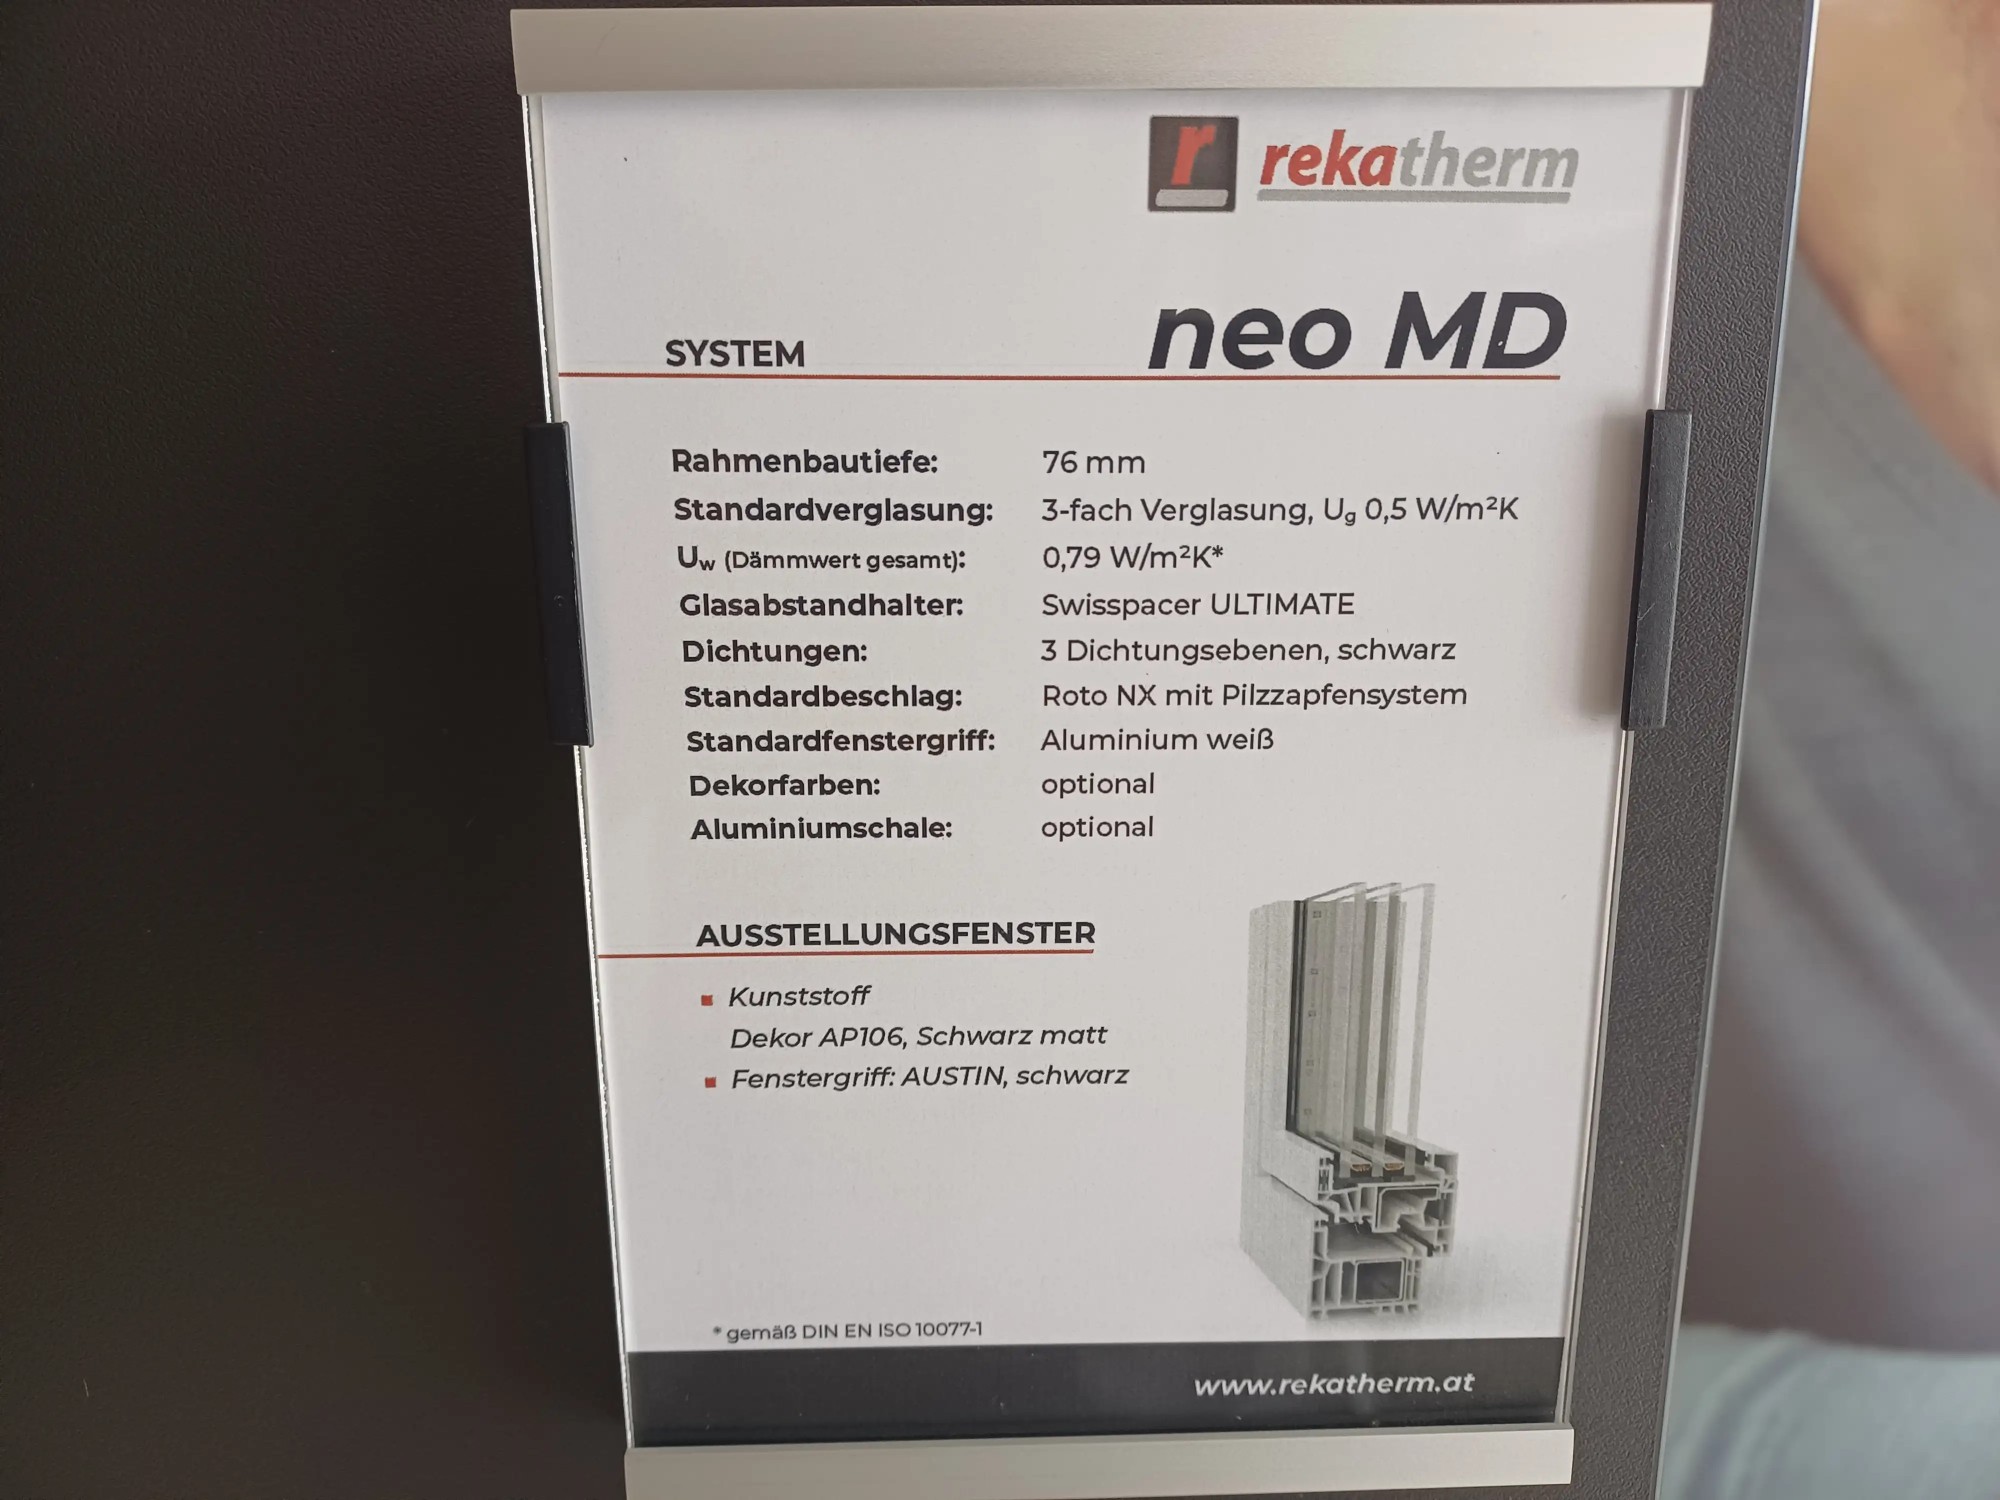 r rekatherm
SYSTEM neo MD
Rahmenbautiefe: 76 mm
Standardverglasung: 3-fach Verglasung, Ug 0,5 W/m²K
Uw (Dämmwert gesamt): 0,79 W/m²K*
Glasabstandhalter: Swisspacer ULTIMATE
Dichtungen: 3 Dichtungsebenen, schwarz
Standardbeschlag: Roto NX mit Pilzzapfensystem
Standardfenstergriff: Aluminium weiß
Dekorfarben: optional
Aluminiumschale: optional
AUSSTELLUNGSFENSTER
▪ Kunststoff
Dekor AP106, Schwarz matt
▪ Fenstergriff: AUSTIN, schwarz
* gemäß DIN EN ISO 10077-1
www.rekatherm.at